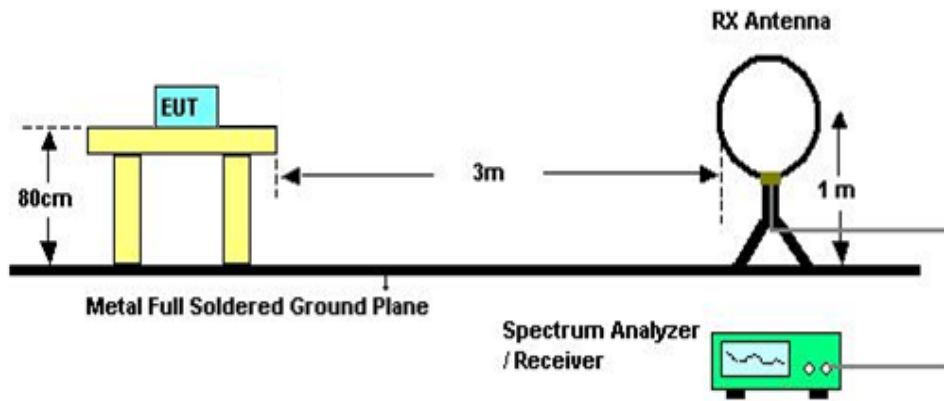 RX Antenna
EUT
3m
80cm
1 m
Metal Full Soldered Ground Plane
Spectrum Analyzer
/ Receiver